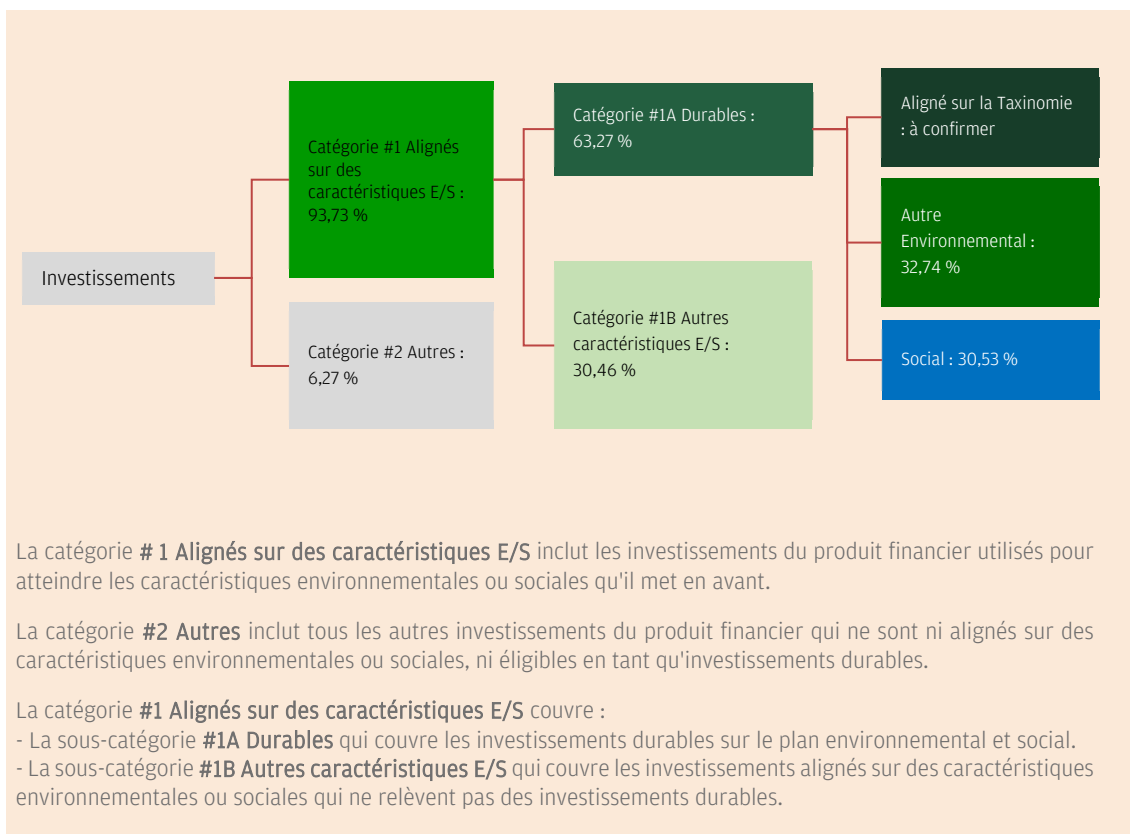 Investissements
Catégorie #1 Alignés
sur des
caractéristiques E/S :
93,73 %
Catégorie #2 Autres :
6,27 %
Catégorie #1A Durables :
63,27 %
Catégorie #1B Autres
caractéristiques E/S :
30,46 %
Aligné sur la Taxinomie
: à confirmer
Autre
Environnemental :
32,74 %
Social : 30,53 %
La catégorie # 1 Alignés sur des caractéristiques E/S inclut les investissements du produit financier utilisés pour
atteindre les caractéristiques environnementales ou sociales qu'il met en avant.
La catégorie #2 Autres inclut tous les autres investissements du produit financier qui ne sont ni alignés sur des
caractéristiques environnementales ou sociales, ni éligibles en tant qu'investissements durables.
La catégorie #1 Alignés sur des caractéristiques E/S couvre :
- La sous-catégorie #1A Durables qui couvre les investissements durables sur le plan environnemental et social.
- La sous-catégorie #1B Autres caractéristiques E/S qui couvre les investissements alignés sur des caractéristiques
environnementales ou sociales qui ne relèvent pas des investissements durables.